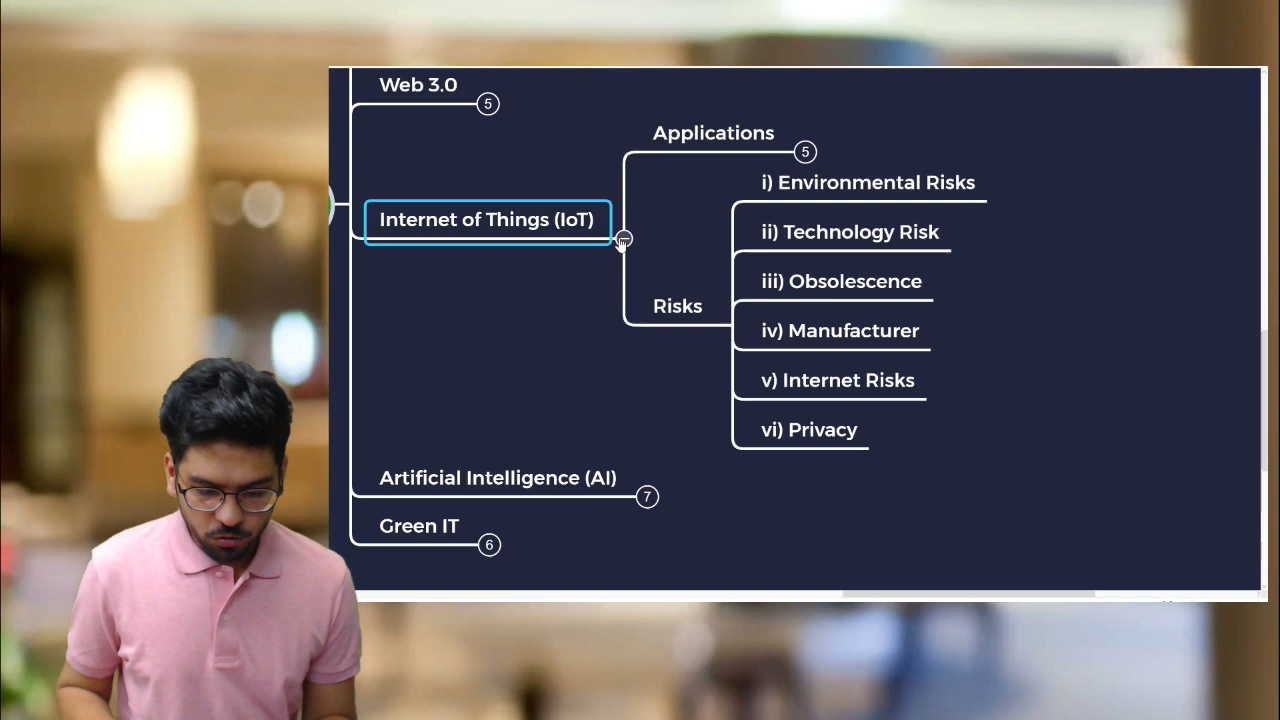 Web 3.0
5
Applications
5
i) Environmental Risks
Internet of Things (IoT)
ii) Technology Risk
iii) Obsolescence
Risks
iv) Manufacturer
v) Internet Risks
vi) Privacy
Artificial Intelligence (AI)
7
Green IT
6